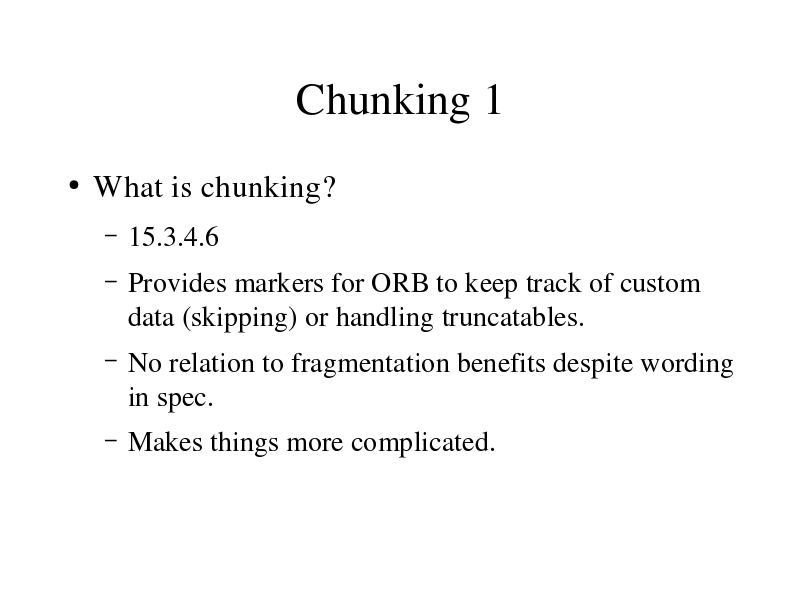 Chunking 1
• What is chunking?
– 15.3.4.6
– Provides markers for ORB to keep track of custom
data (skipping) or handling truncatables.
– No relation to fragmentation benefits despite wording
in spec.
– Makes things more complicated.